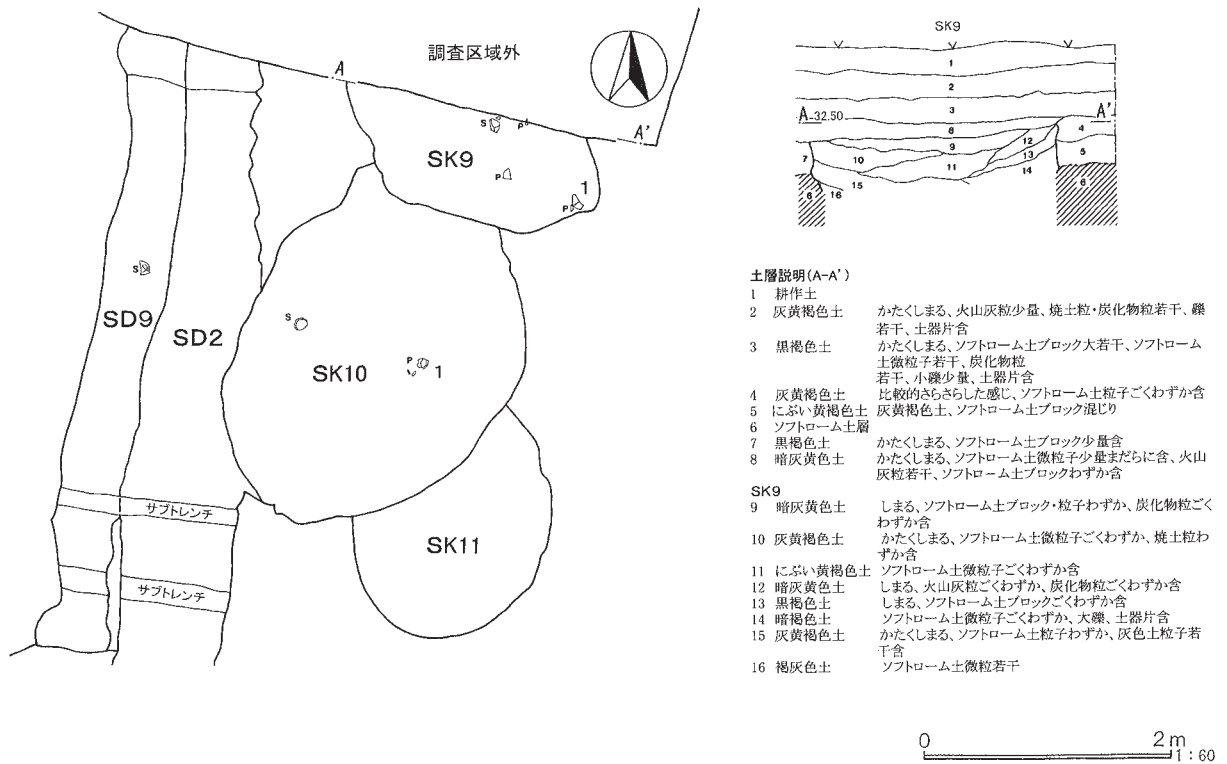 調査区域外
A
A'
S
P
SK9
P
1
P
S
SD9
SD2
S
SK10
P
1
サブトレンチ
SK11
サブトレンチ
SK9
1
2
3
A 32.50
A'
8
4
12
9
5
7
10
13
11
14
15
6
6
16
土層説明(A-A')
1 耕作土
2 灰黄褐色土 かたくしまる、火山灰粒少量、焼土粒・炭化物粒若干、礫
若干、土器片含
3 黒褐色土 かたくしまる、ソフトローム土ブロック大若干、ソフトローム
土微粒子若干、炭化物粒
若干、小礫少量、土器片含
4 灰黄褐色土 比較的さらさらした感じ、ソフトローム土粒子ごくわずか含
5 にぶい黄褐色土 灰黄褐色土、ソフトローム土ブロック混じり
6 ソフトローム土層
7 黒褐色土 かたくしまる、ソフトローム土ブロック少量含
8 暗灰黄色土 かたくしまる、ソフトローム土微粒子少量まだらに含、火山
灰粒若干、ソフトローム土ブロックわずか含
SK9
9 暗灰黄色土 しまる、ソフトローム土ブロック・粒子わずか、炭化物粒ごく
わずか含
10 灰黄褐色土 かたくしまる、ソフトローム土微粒子ごくわずか、焼土粒わ
ずか含
11 にぶい黄褐色土 ソフトローム土微粒子ごくわずか含
12 暗灰黄色土 しまる、火山灰粒ごくわずか、炭化物粒ごくわずか含
13 黒褐色土 しまる、ソフトローム土ブロックごくわずか含
14 暗褐色土 ソフトローム土微粒子ごくわずか、大礫、土器片含
15 灰黄褐色土 かたくしまる、ソフトローム土粒子わずか、灰色土粒子若
干含
16 褐灰色土 ソフトローム土微粒若干
0 2m
1:60